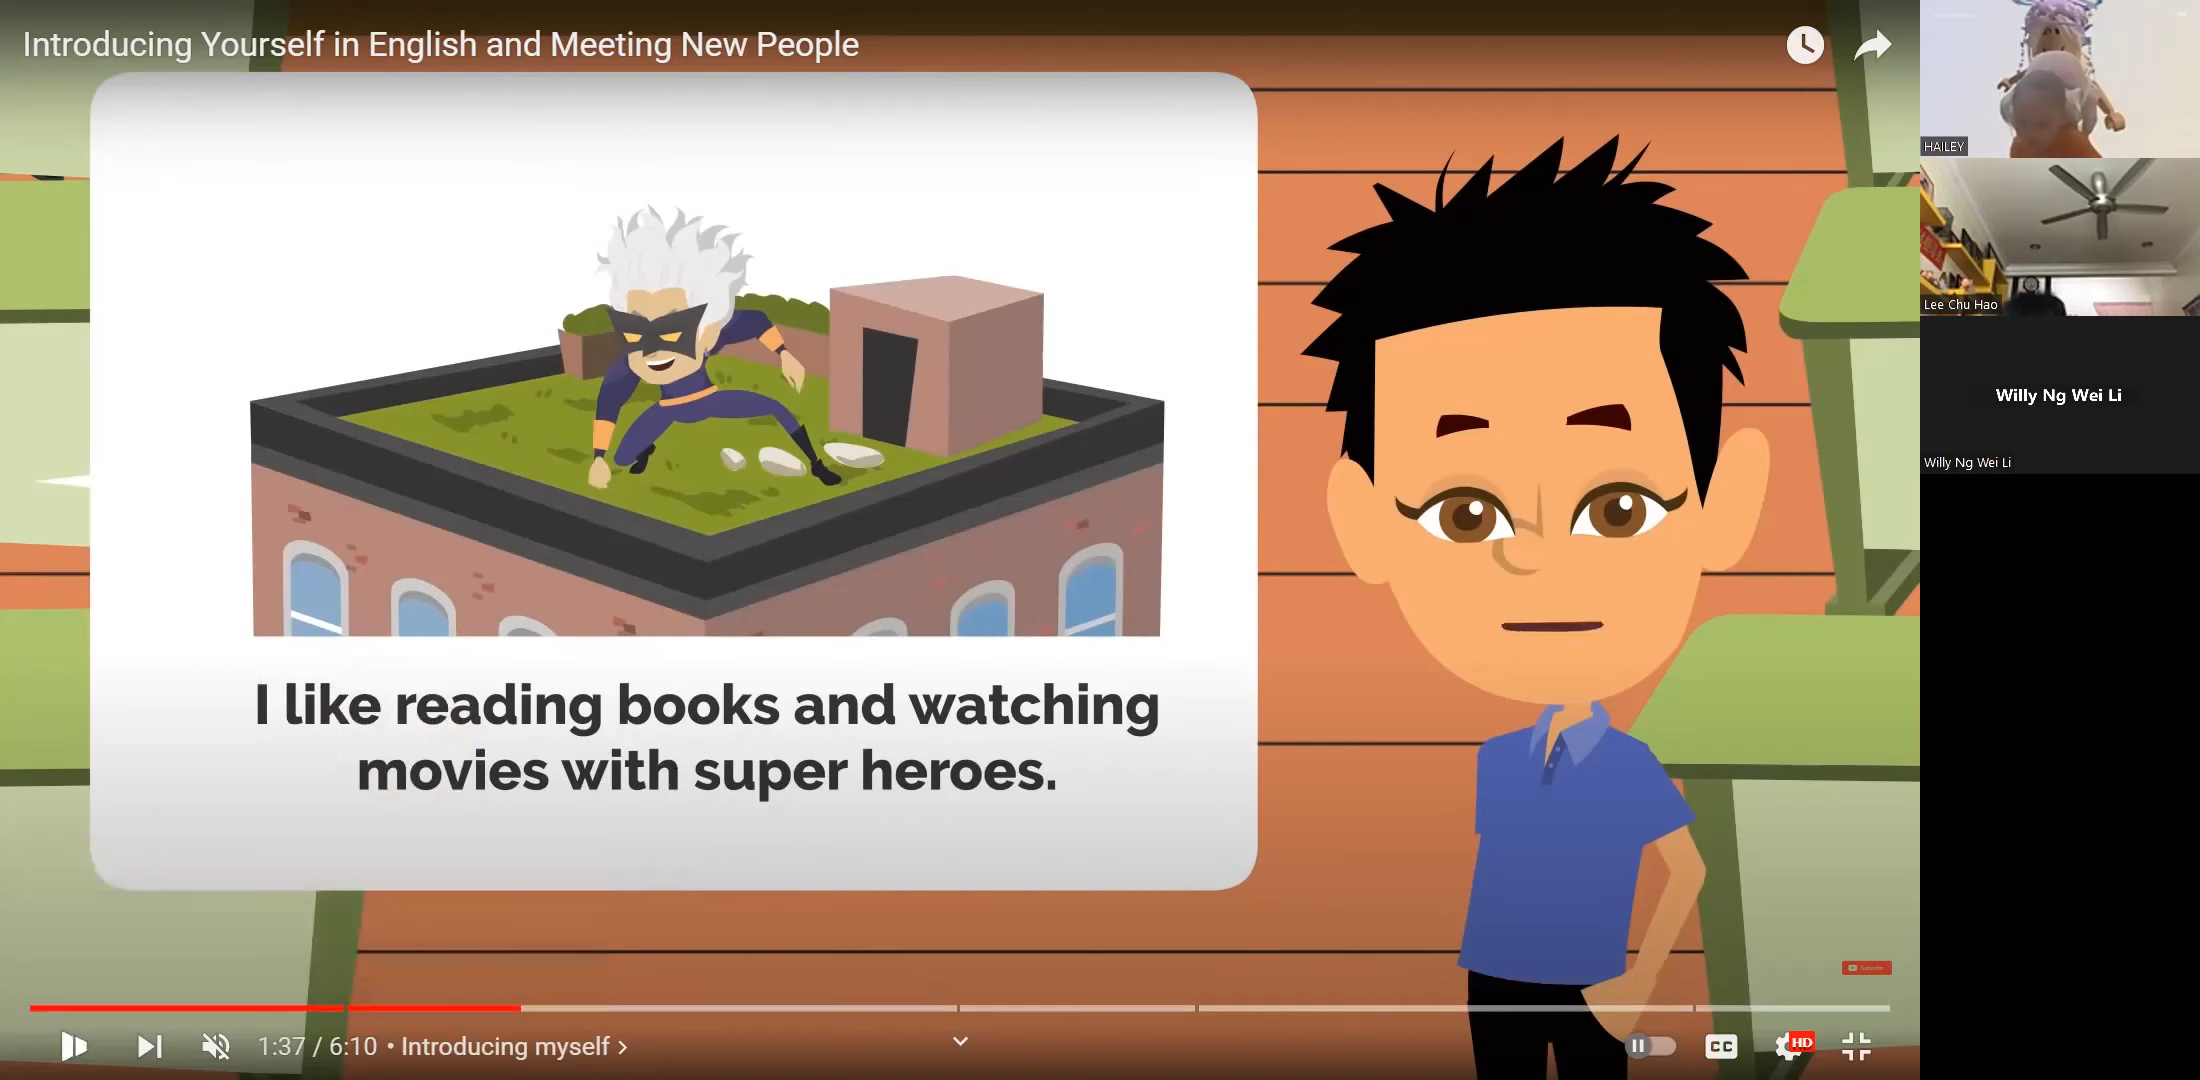 Introducing Yourself in English and Meeting New People
I like reading books and watching
movies with super heroes.
1:37 / 6:10 • Introducing myself
CC
HD
HAILEY
Lee Chu Hao
Willy Ng Wei Li
Willy Ng Wei Li